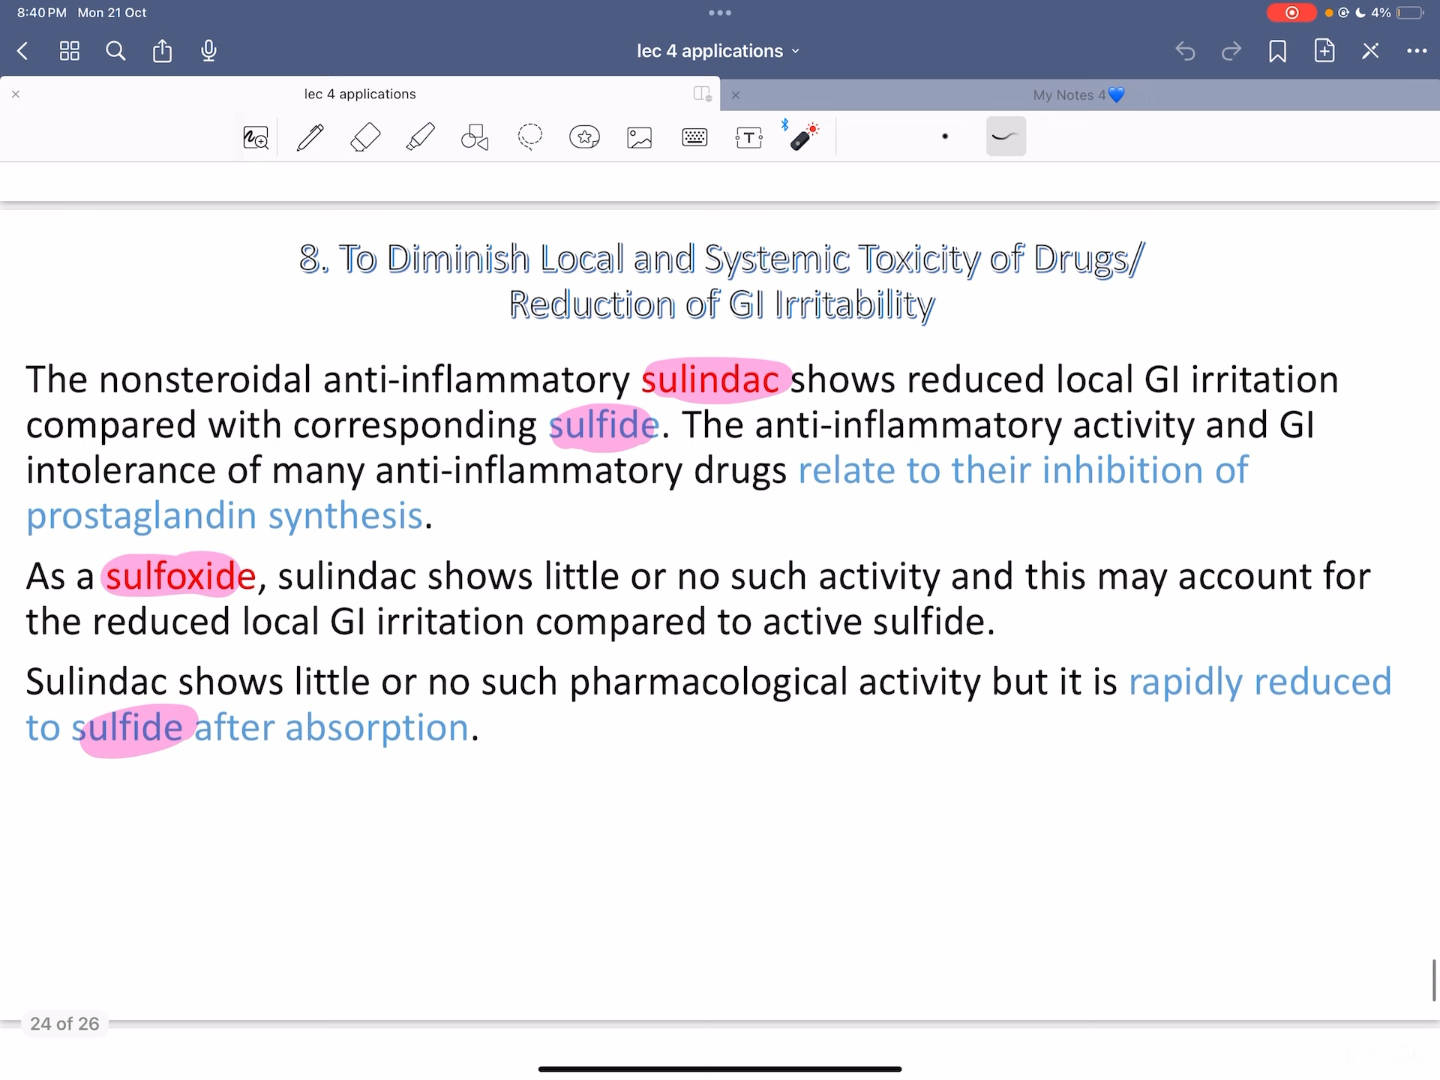 8:40 PM Mon 21 Oct
4%
lec 4 applications
lec 4 applications
My Notes 4💙
8. To Diminish Local and Systemic Toxicity of Drugs/
Reduction of GI Irritability
The nonsteroidal anti-inflammatory sulindac shows reduced local GI irritation
compared with corresponding sulfide. The anti-inflammatory activity and GI
intolerance of many anti-inflammatory drugs relate to their inhibition of
prostaglandin synthesis.
As a sulfoxide, sulindac shows little or no such activity and this may account for
the reduced local GI irritation compared to active sulfide.
Sulindac shows little or no such pharmacological activity but it is rapidly reduced
to sulfide after absorption.
24 of 26